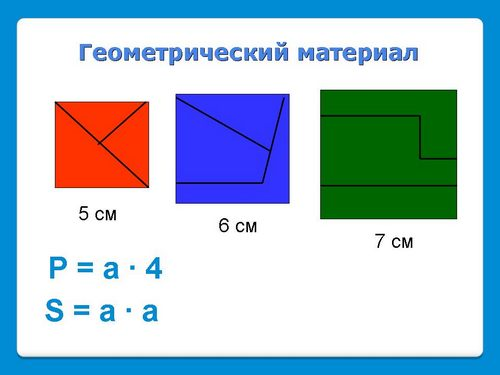 Геометрический материал
5 см
6 см
7 см
P = a · 4
S = a · a